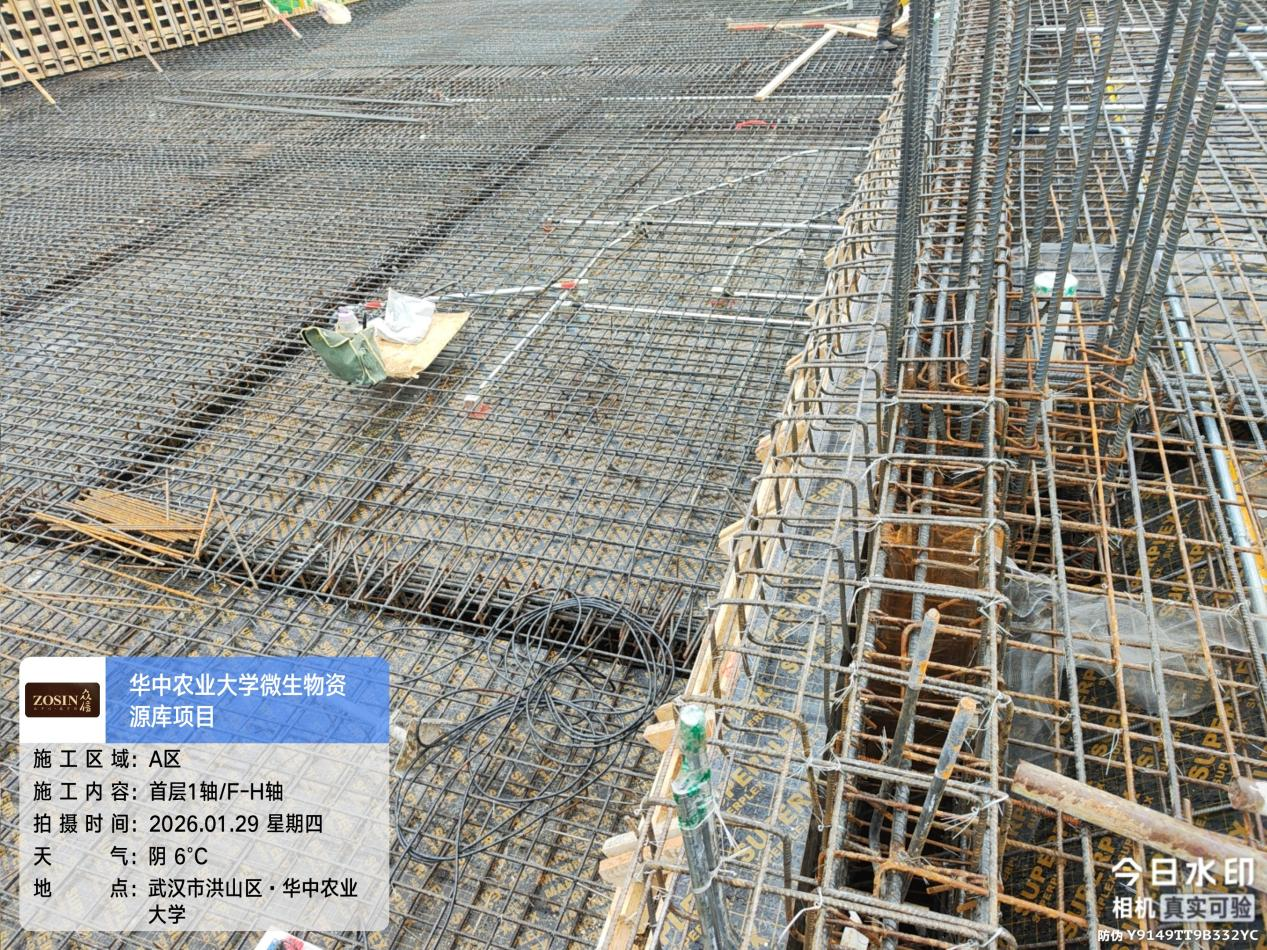 ZOSIN 众信
华中农业大学微生物资
源库项目
施工区域: A区
施工内容: 首层1轴/F-H轴
拍摄时间: 2026.01.29 星期四
天 气: 阴 6℃
地 点: 武汉市洪山区·华中农业
大学
今日水印
相机 真实可验
防伪 Y9149TT9B332YC